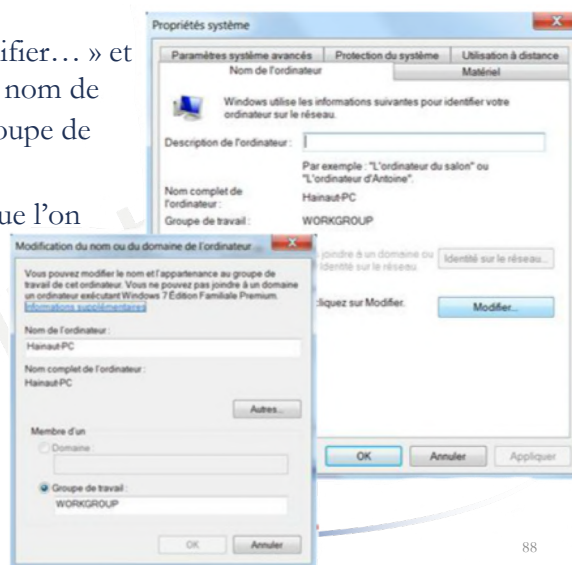 ifier… » et
nom de
oupe de
ue l'on
Propriétés système
Paramètres système avancés
Protection du système
Utilisation à distance
Nom de l'ordinateur
Matériel
Windows utilise les informations suivantes pour identifier votre
ordinateur sur le réseau.
Description de l'ordinateur :
Par exemple : "L'ordinateur du salon" ou
"L'ordinateur d'Antoine".
Nom complet de
l'ordinateur :
Hainaut-PC
Groupe de travail :
WORKGROUP
joindre à un domaine ou
Identité sur le réseau
Identité sur le réseau...
cliquez sur Modifier.
Modifier...
OK
Annuler
Appliquer
Modification du nom ou du domaine de l'ordinateur
Vous pouvez modifier le nom et l'appartenance au groupe de
travail de cet ordinateur. Vous ne pouvez pas joindre à un domaine
un ordinateur exécutant Windows 7 Édition Familiale Premium.
Informations supplémentaires
Nom de l'ordinateur :
Hainaut-PC
Nom complet de l'ordinateur :
Hainaut-PC
Autres...
Membre d'un
Domaine :
Groupe de travail :
WORKGROUP
OK
Annuler
88